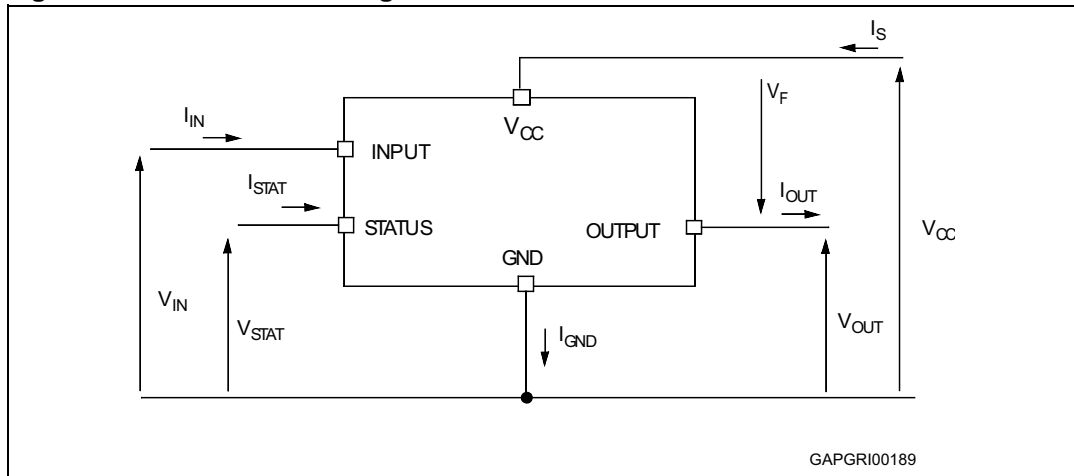 I_S
V_F
V_CC
I_IN
INPUT
I_STAT
I_OUT
STATUS
OUTPUT
V_CC
GND
V_IN
V_STAT
I_GND
V_OUT
GAPGRI00189